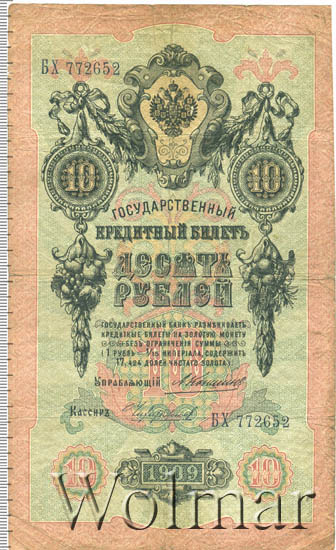 БХ 772652
10 10
ГОСУДАРСТВЕННЫЙ
КРЕДИТНЫЙ БИЛЕТЪ
ДЕСЯТЬ
РУБЛЕЙ
ГОСУДАРСТВЕННЫЙ БАНКЪ РАЗМѢНИВАЕТЪ
КРЕДИТНЫЕ БИЛЕТЫ НА ЗОЛОТУЮ МОНЕТУ
БЕЗЪ ОГРАНИЧЕНІЯ СУММЫ
(1 РУБЛЬ = 1/15 ИМПЕРІАЛА, СОДЕРЖИТЪ
17,424 ДОЛЕЙ ЧИСТАГО ЗОЛОТА)
УПРАВЛЯЮЩІЙ
Кассиръ
БХ 772652
10 1909 10
Wolmar